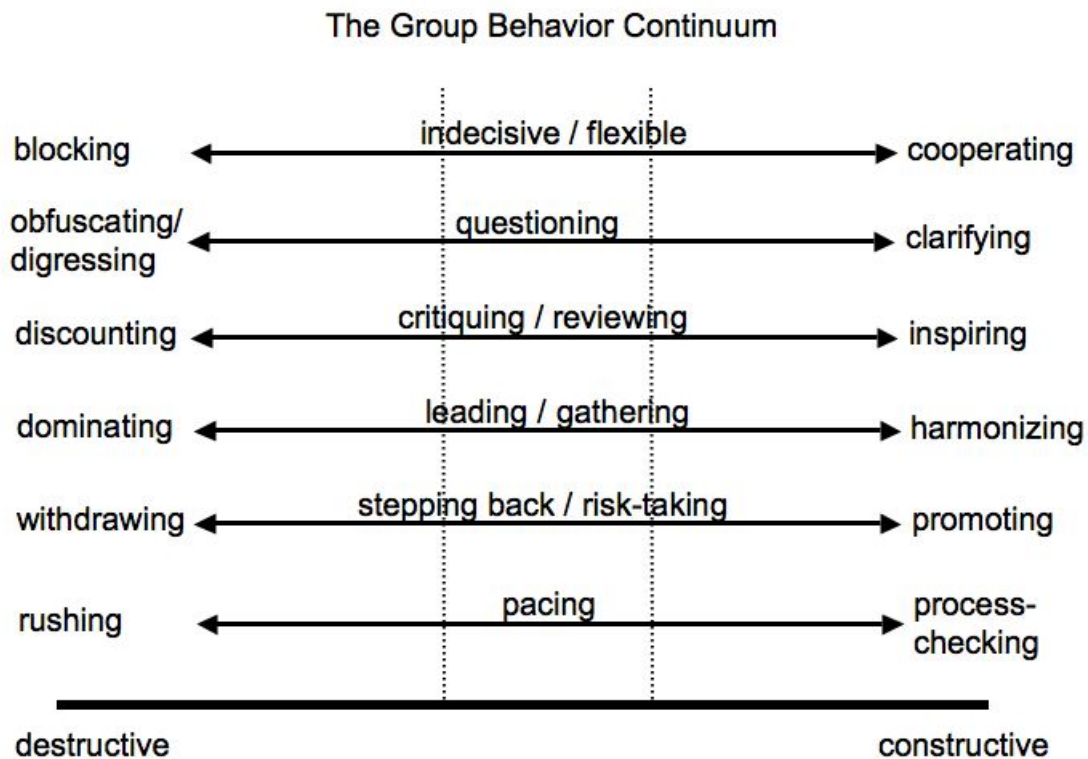 The Group Behavior Continuum
blocking
indecisive / flexible
cooperating
obfuscating/
digressing
questioning
clarifying
discounting
critiquing / reviewing
inspiring
dominating
leading / gathering
harmonizing
withdrawing
stepping back / risk-taking
promoting
rushing
pacing
process-
checking
destructive
constructive